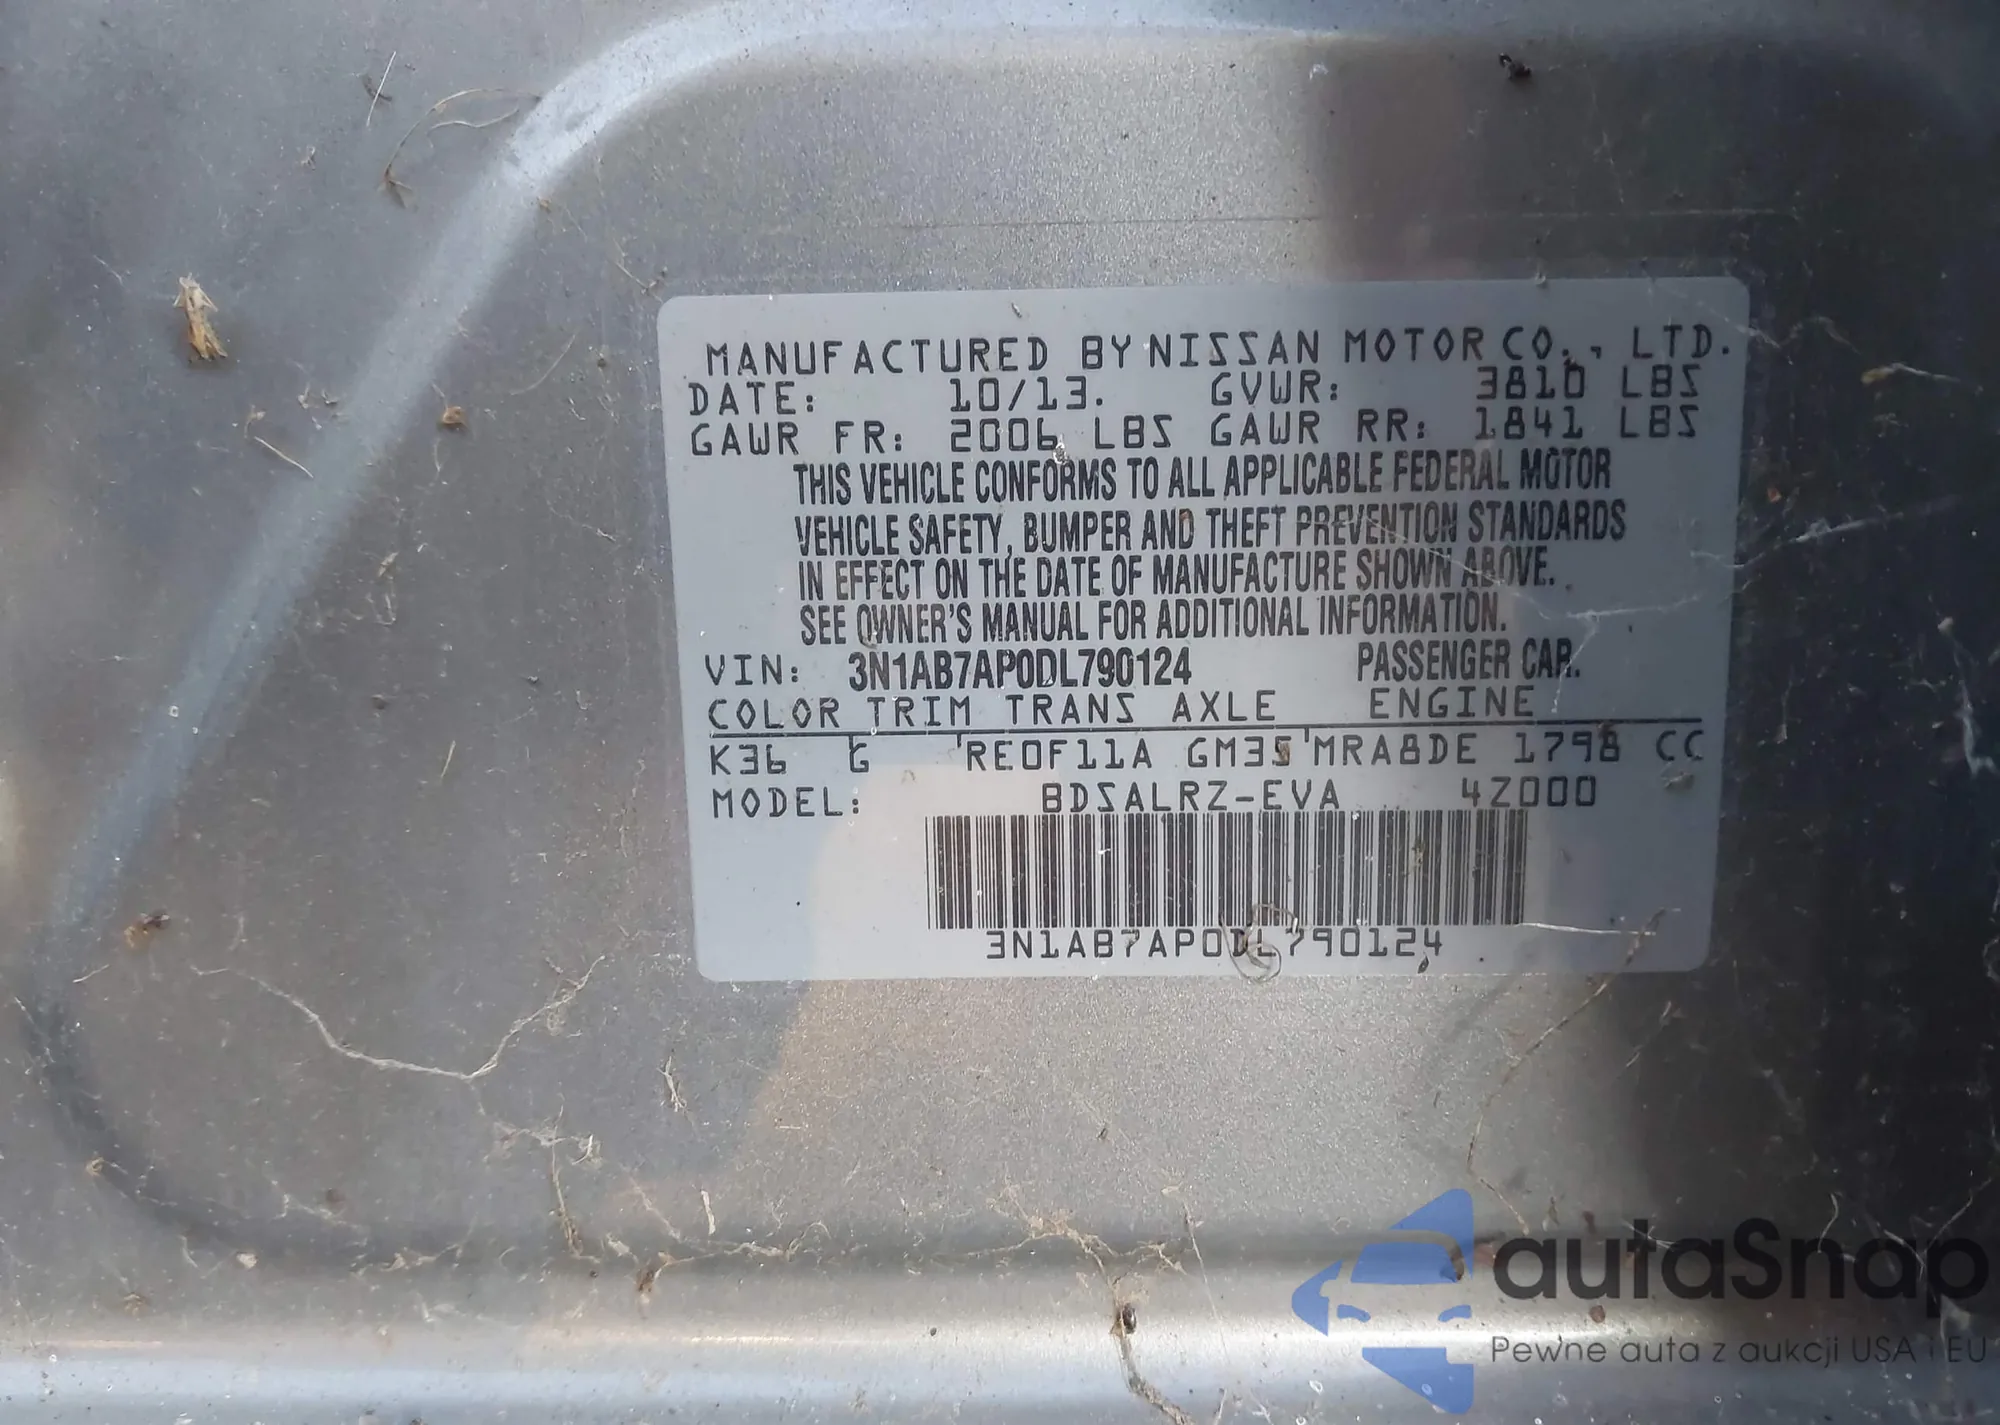 MANUFACTURED BY NISSAN MOTOR CO., LTD.
DATE: 10/13. GVWR: 3810 LBS
GAWR FR: 2006 LBS GAWR RR: 1841 LBS
THIS VEHICLE CONFORMS TO ALL APPLICABLE FEDERAL MOTOR
VEHICLE SAFETY, BUMPER AND THEFT PREVENTION STANDARDS
IN EFFECT ON THE DATE OF MANUFACTURE SHOWN ABOVE.
SEE OWNER'S MANUAL FOR ADDITIONAL INFORMATION.
VIN: 3N1AB7AP0DL790124 PASSENGER CAR.
COLOR TRIM TRANS AXLE ENGINE
K36 G RE0F11A GM35 MRA8DE 1798 CC
MODEL: BDSALRZ-EVA 4Z000
3N1AB7AP0DL790124
autaSnap
Pewne auta z aukcji USA i EU